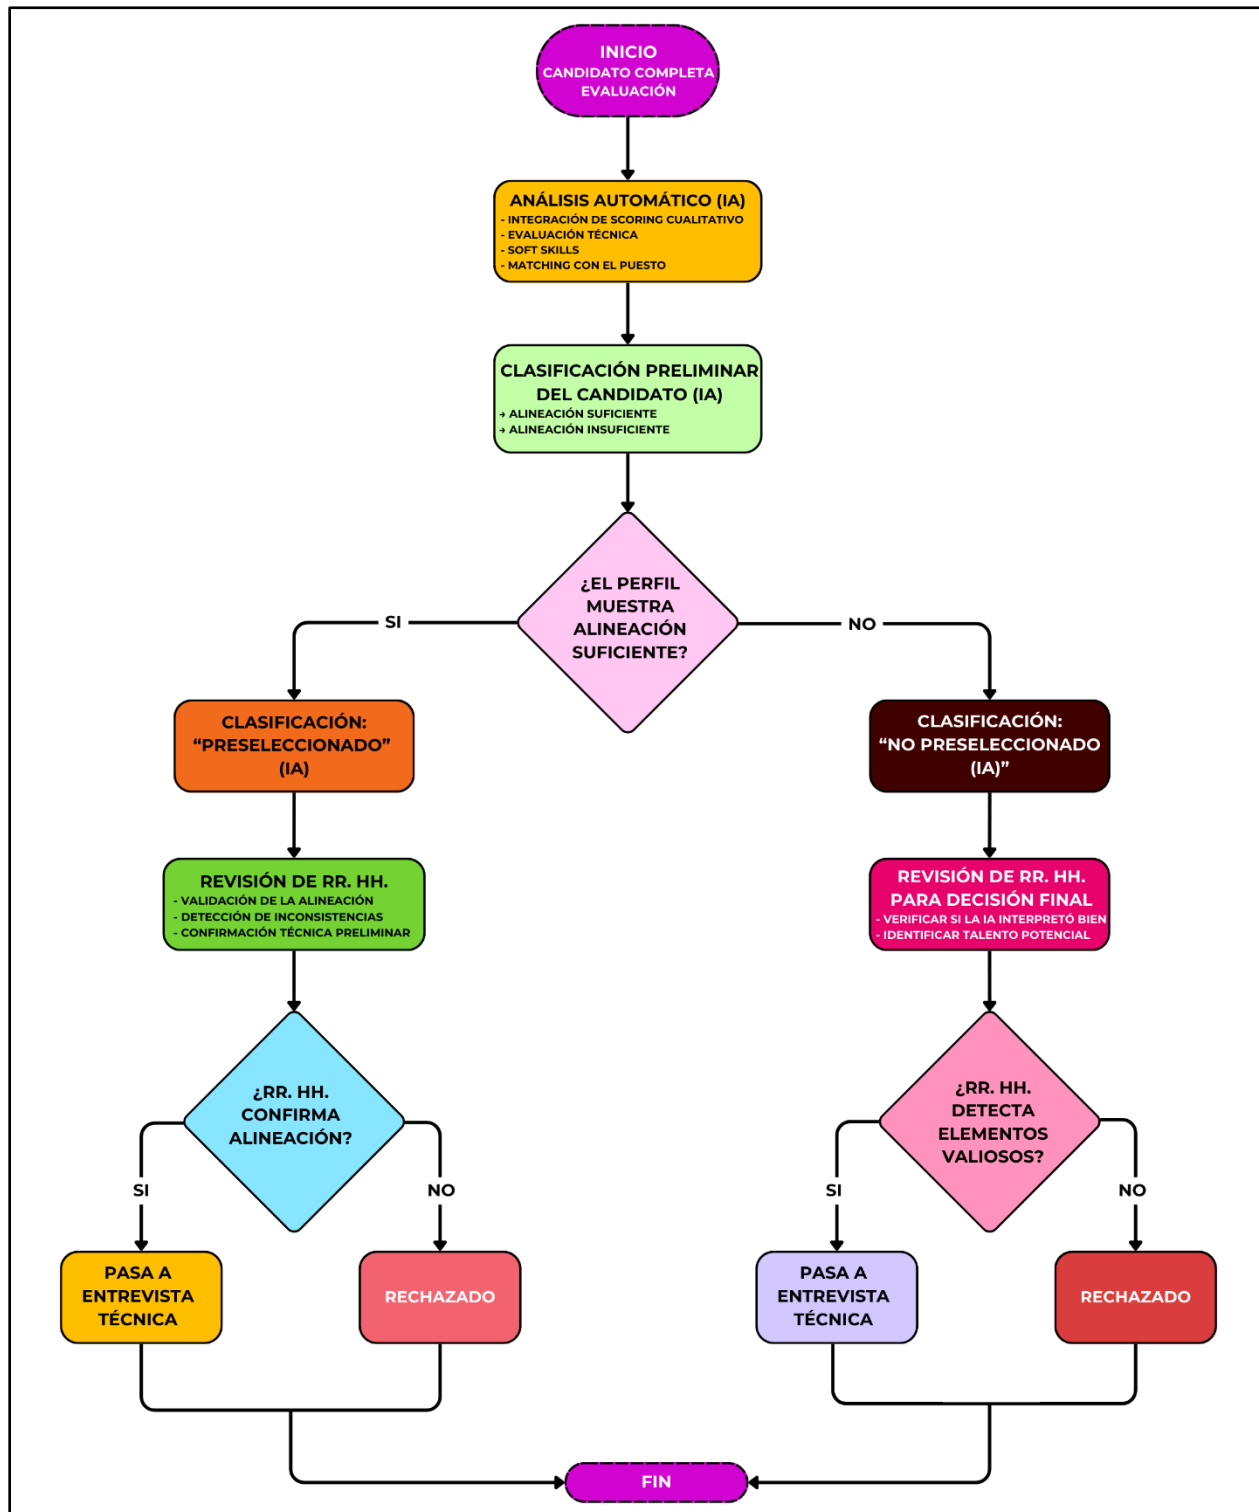 INICIO
CANDIDATO COMPLETA
EVALUACIÓN
ANÁLISIS AUTOMÁTICO (IA)
- INTEGRACIÓN DE SCORING CUALITATIVO
- EVALUACIÓN TÉCNICA
- SOFT SKILLS
- MATCHING CON EL PUESTO
CLASIFICACIÓN PRELIMINAR
DEL CANDIDATO (IA)
→ ALINEACIÓN SUFICIENTE
→ ALINEACIÓN INSUFICIENTE
¿EL PERFIL
MUESTRA
ALINEACIÓN
SUFICIENTE?
SI
NO
CLASIFICACIÓN:
“PRESELECCIONADO”
(IA)
CLASIFICACIÓN:
“NO PRESELECCIONADO
(IA)”
REVISIÓN DE RR. HH.
- VALIDACIÓN DE LA ALINEACIÓN
- DETECCIÓN DE INCONSISTENCIAS
- CONFIRMACIÓN TÉCNICA PRELIMINAR
REVISIÓN DE RR. HH.
PARA DECISIÓN FINAL
- VERIFICAR SI LA IA INTERPRETÓ BIEN
- IDENTIFICAR TALENTO POTENCIAL
¿RR. HH.
CONFIRMA
ALINEACIÓN?
¿RR. HH.
DETECTA
ELEMENTOS
VALIOSOS?
SI
NO
SI
NO
PASA A
ENTREVISTA
TÉCNICA
RECHAZADO
PASA A
ENTREVISTA
TÉCNICA
RECHAZADO
FIN